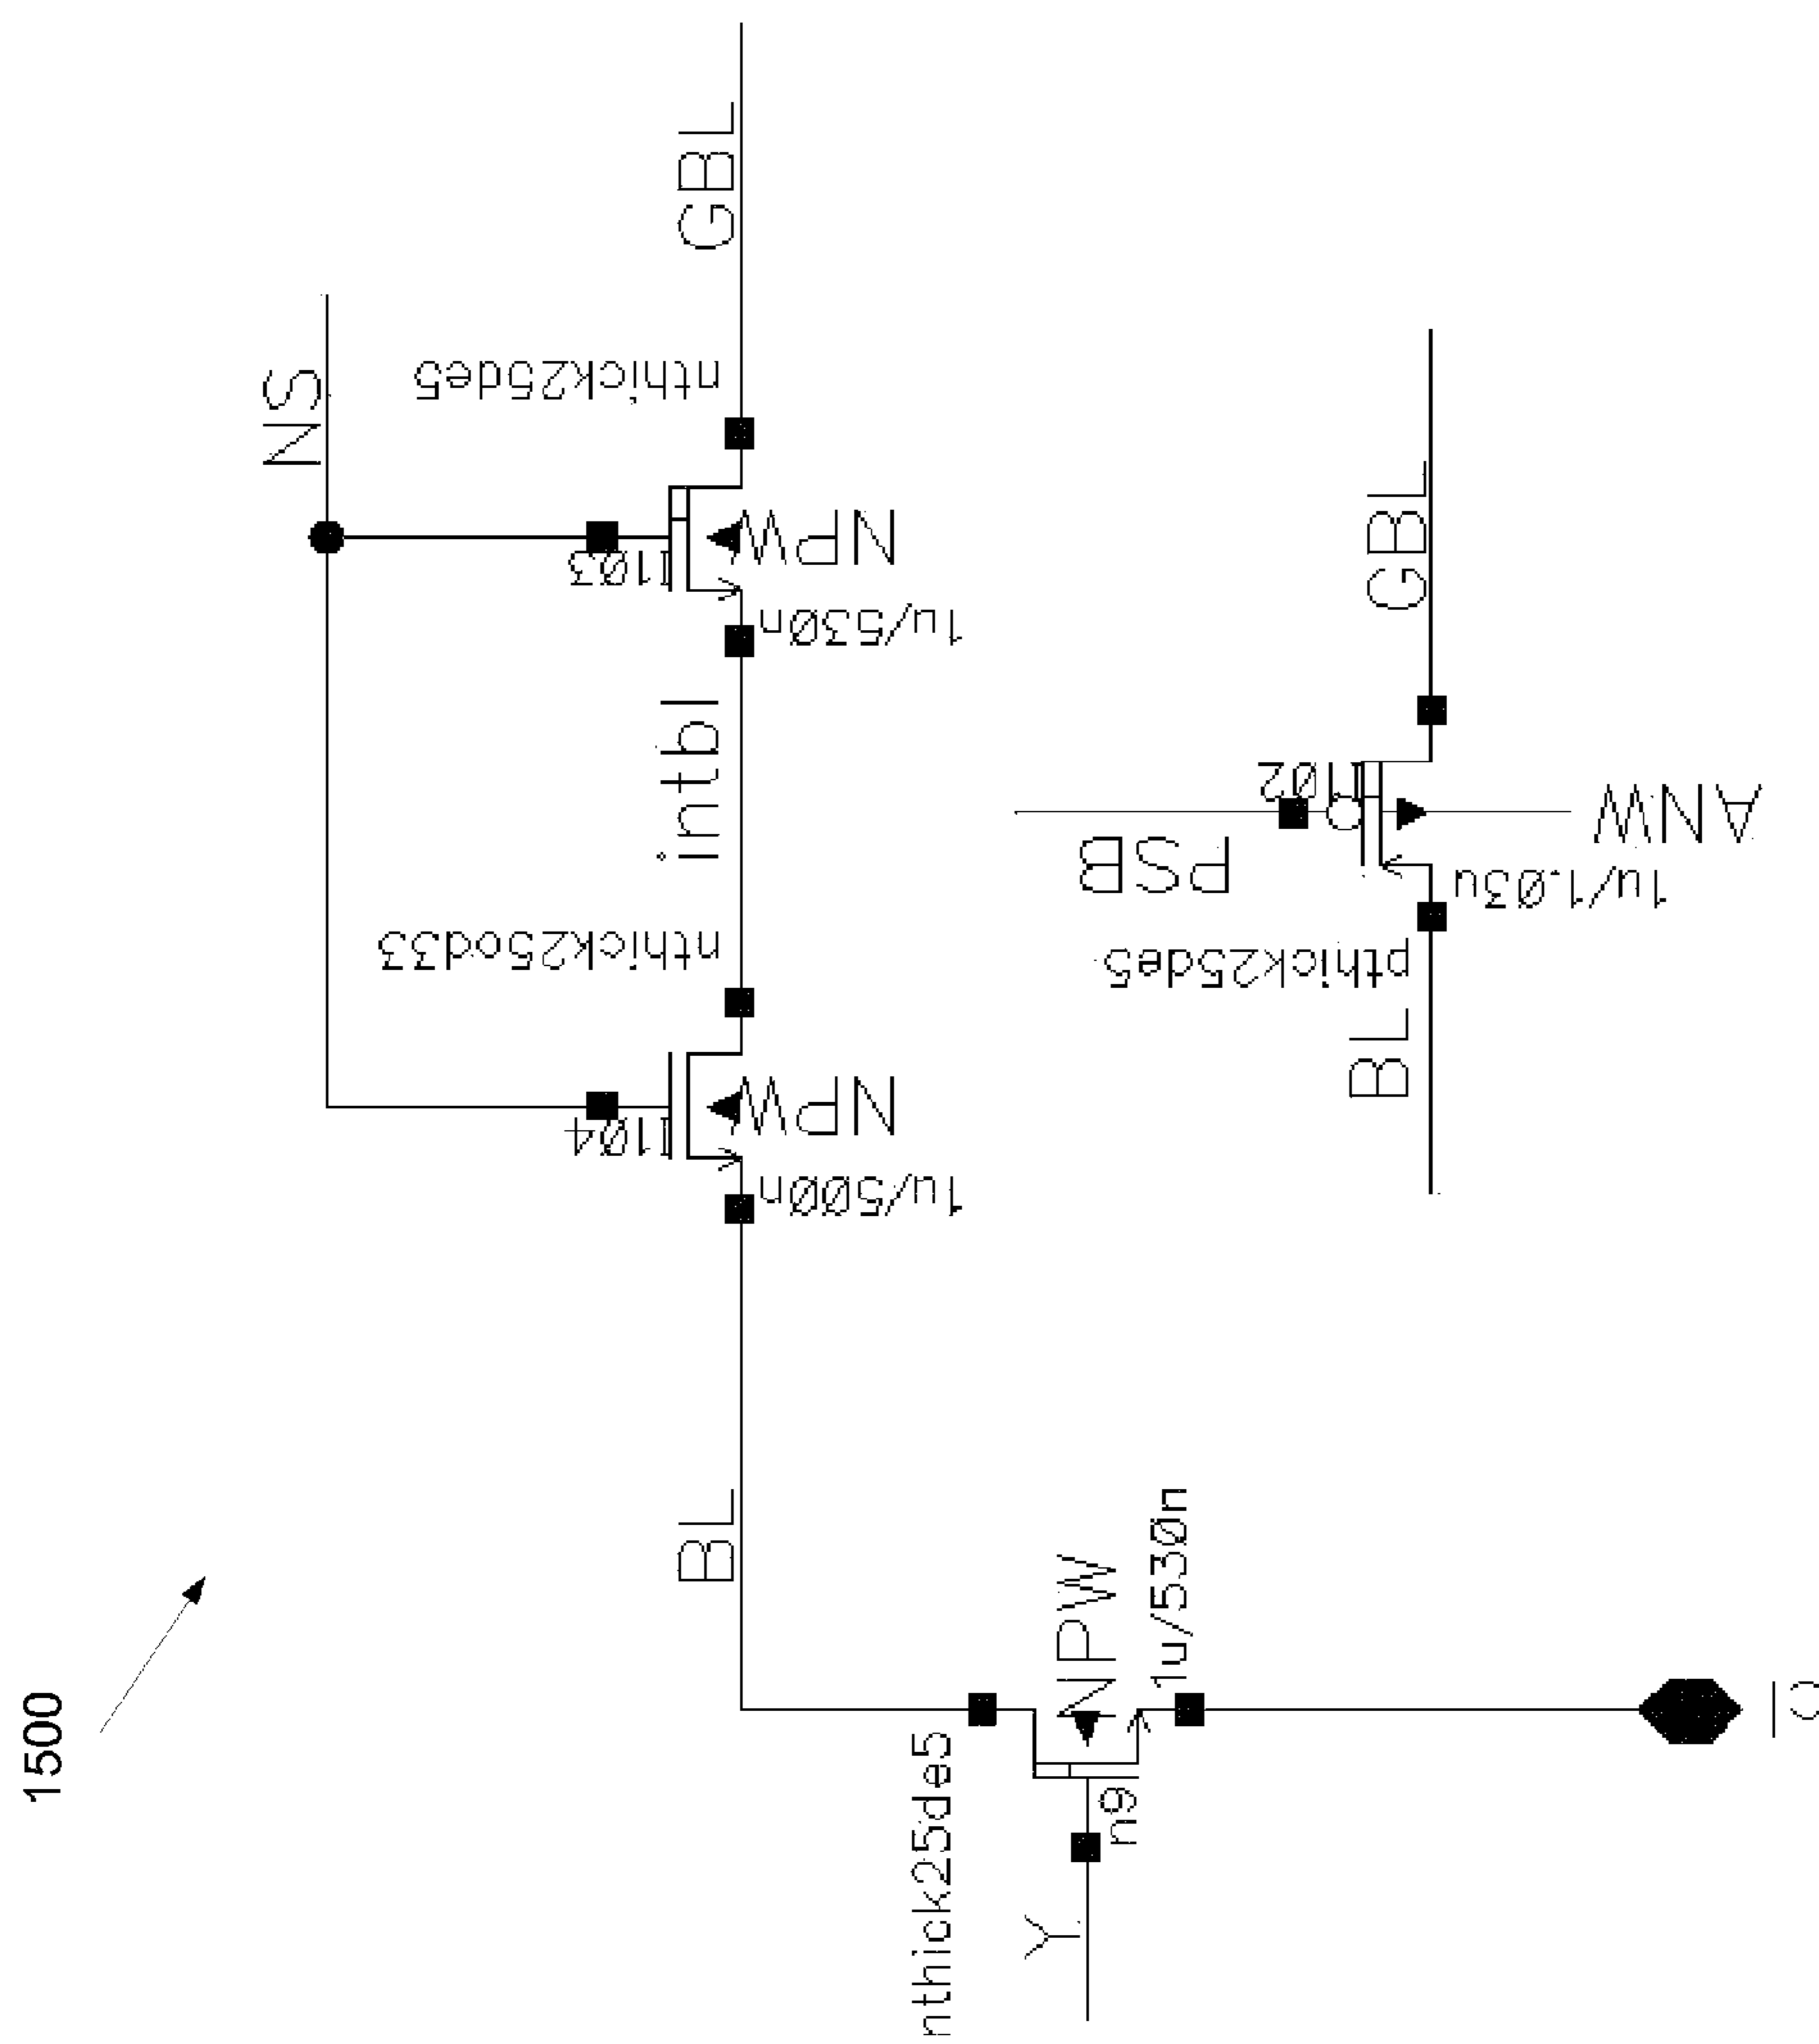 1500
NS
GBL
nthick25de5
I103
NPW
1u/530n
intbl
nthick25od33
I104
NPW
1u/500n
BL
GBL
I102
PSB
ANW
1u/1.03u
pthick25de5
BL
NPW
1u/530n
nthick25de5
n9
Y